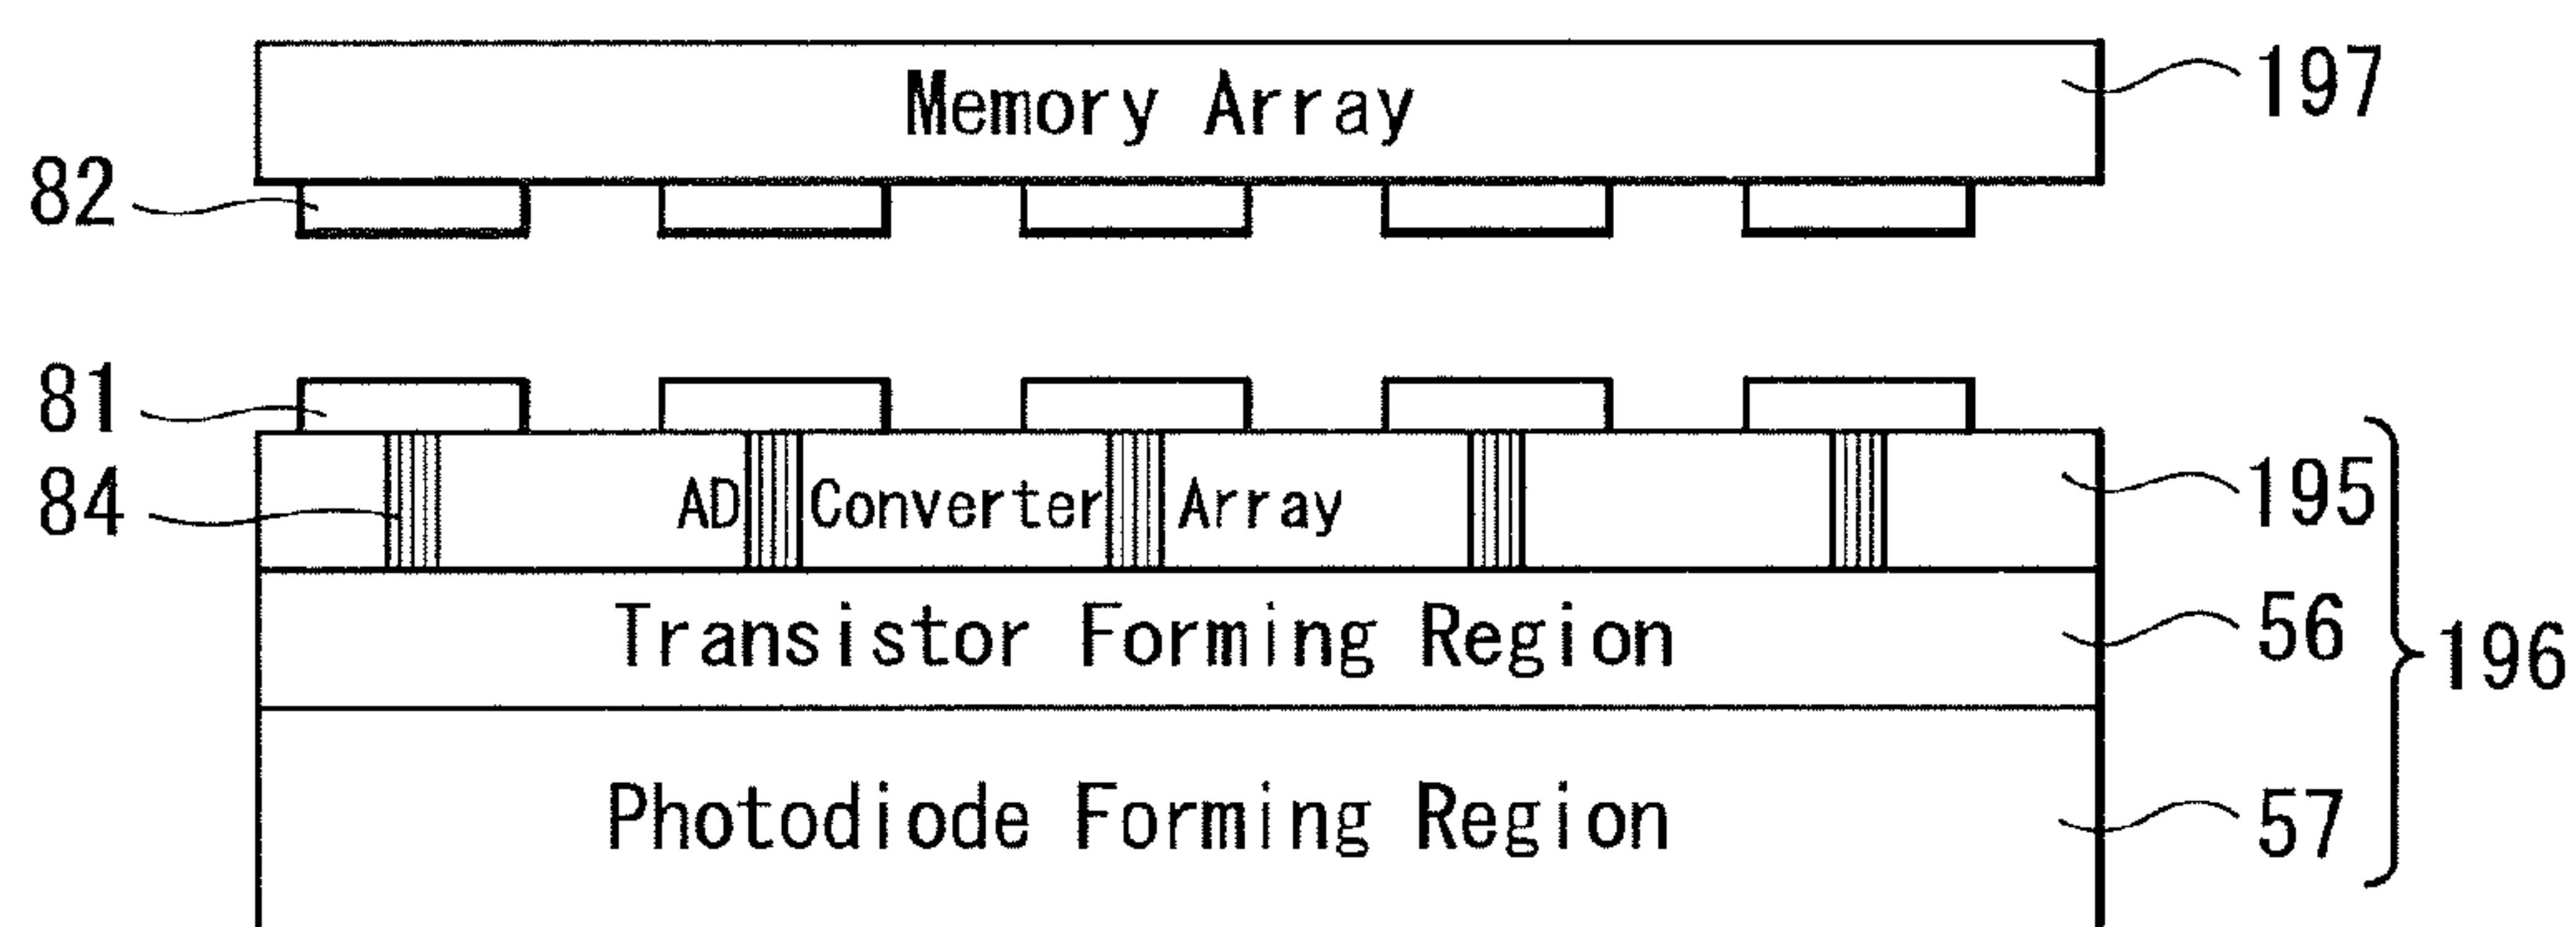 Memory Array
197
82
81
84
AD Converter Array
195
Transistor Forming Region
56
196
Photodiode Forming Region
57